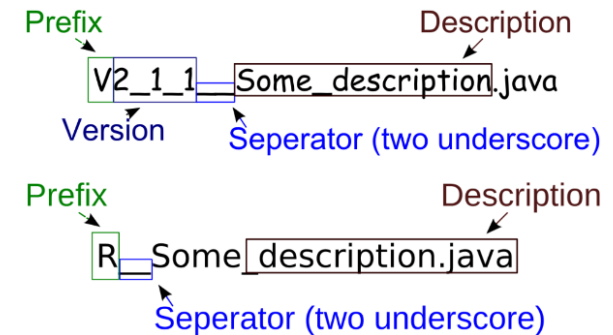 Prefix Description
V2_1_1__Some_description.java
Version Seperator (two underscore)
Prefix Description
R__Some_description.java
Seperator (two underscore)